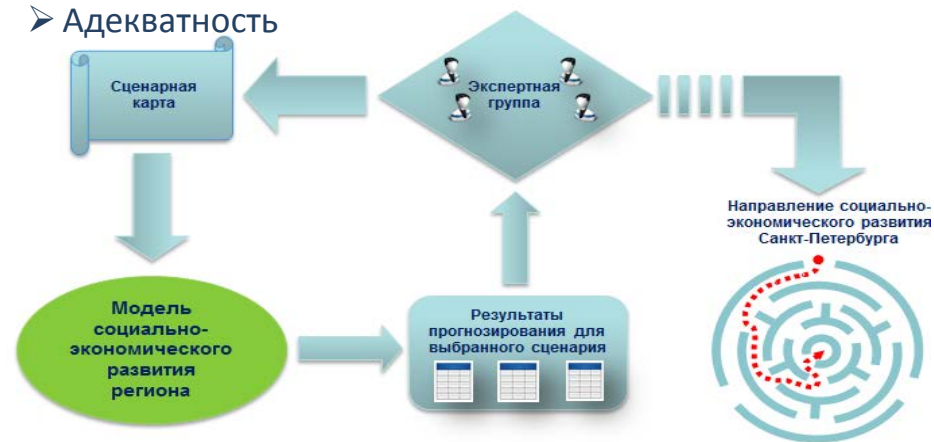 ➢ Адекватность
Сценарная
карта
Экспертная
группа
Направление социально-
экономического развития
Санкт-Петербурга
Модель
социально-
экономического
развития
региона
Результаты
прогнозирования для
выбранного сценария